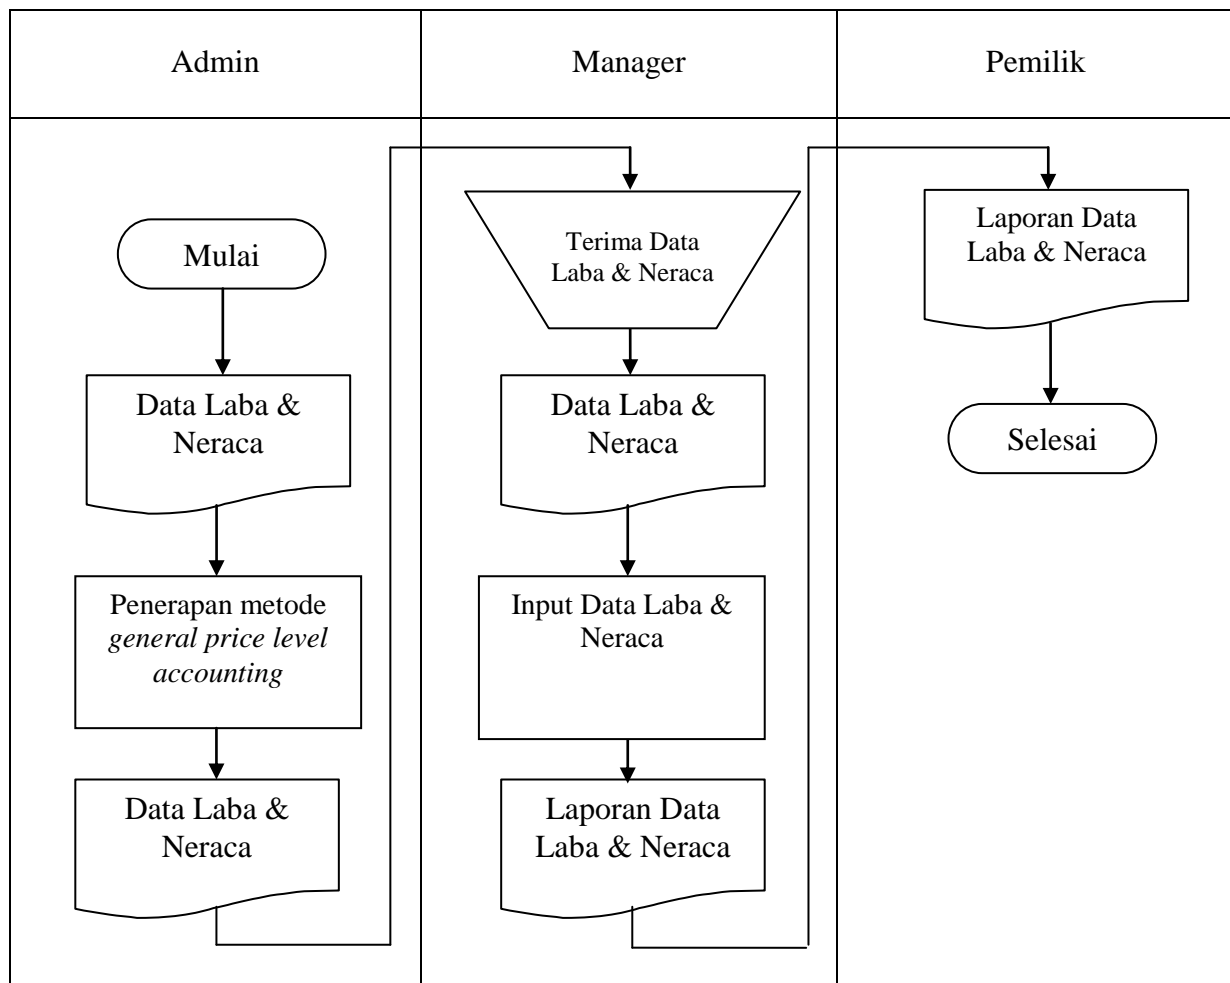 Admin
Manager
Pemilik
Mulai
Data Laba &
Neraca
Penerapan metode
general price level
accounting
Data Laba &
Neraca
Terima Data
Laba & Neraca
Data Laba &
Neraca
Input Data Laba &
Neraca
Laporan Data
Laba & Neraca
Laporan Data
Laba & Neraca
Selesai